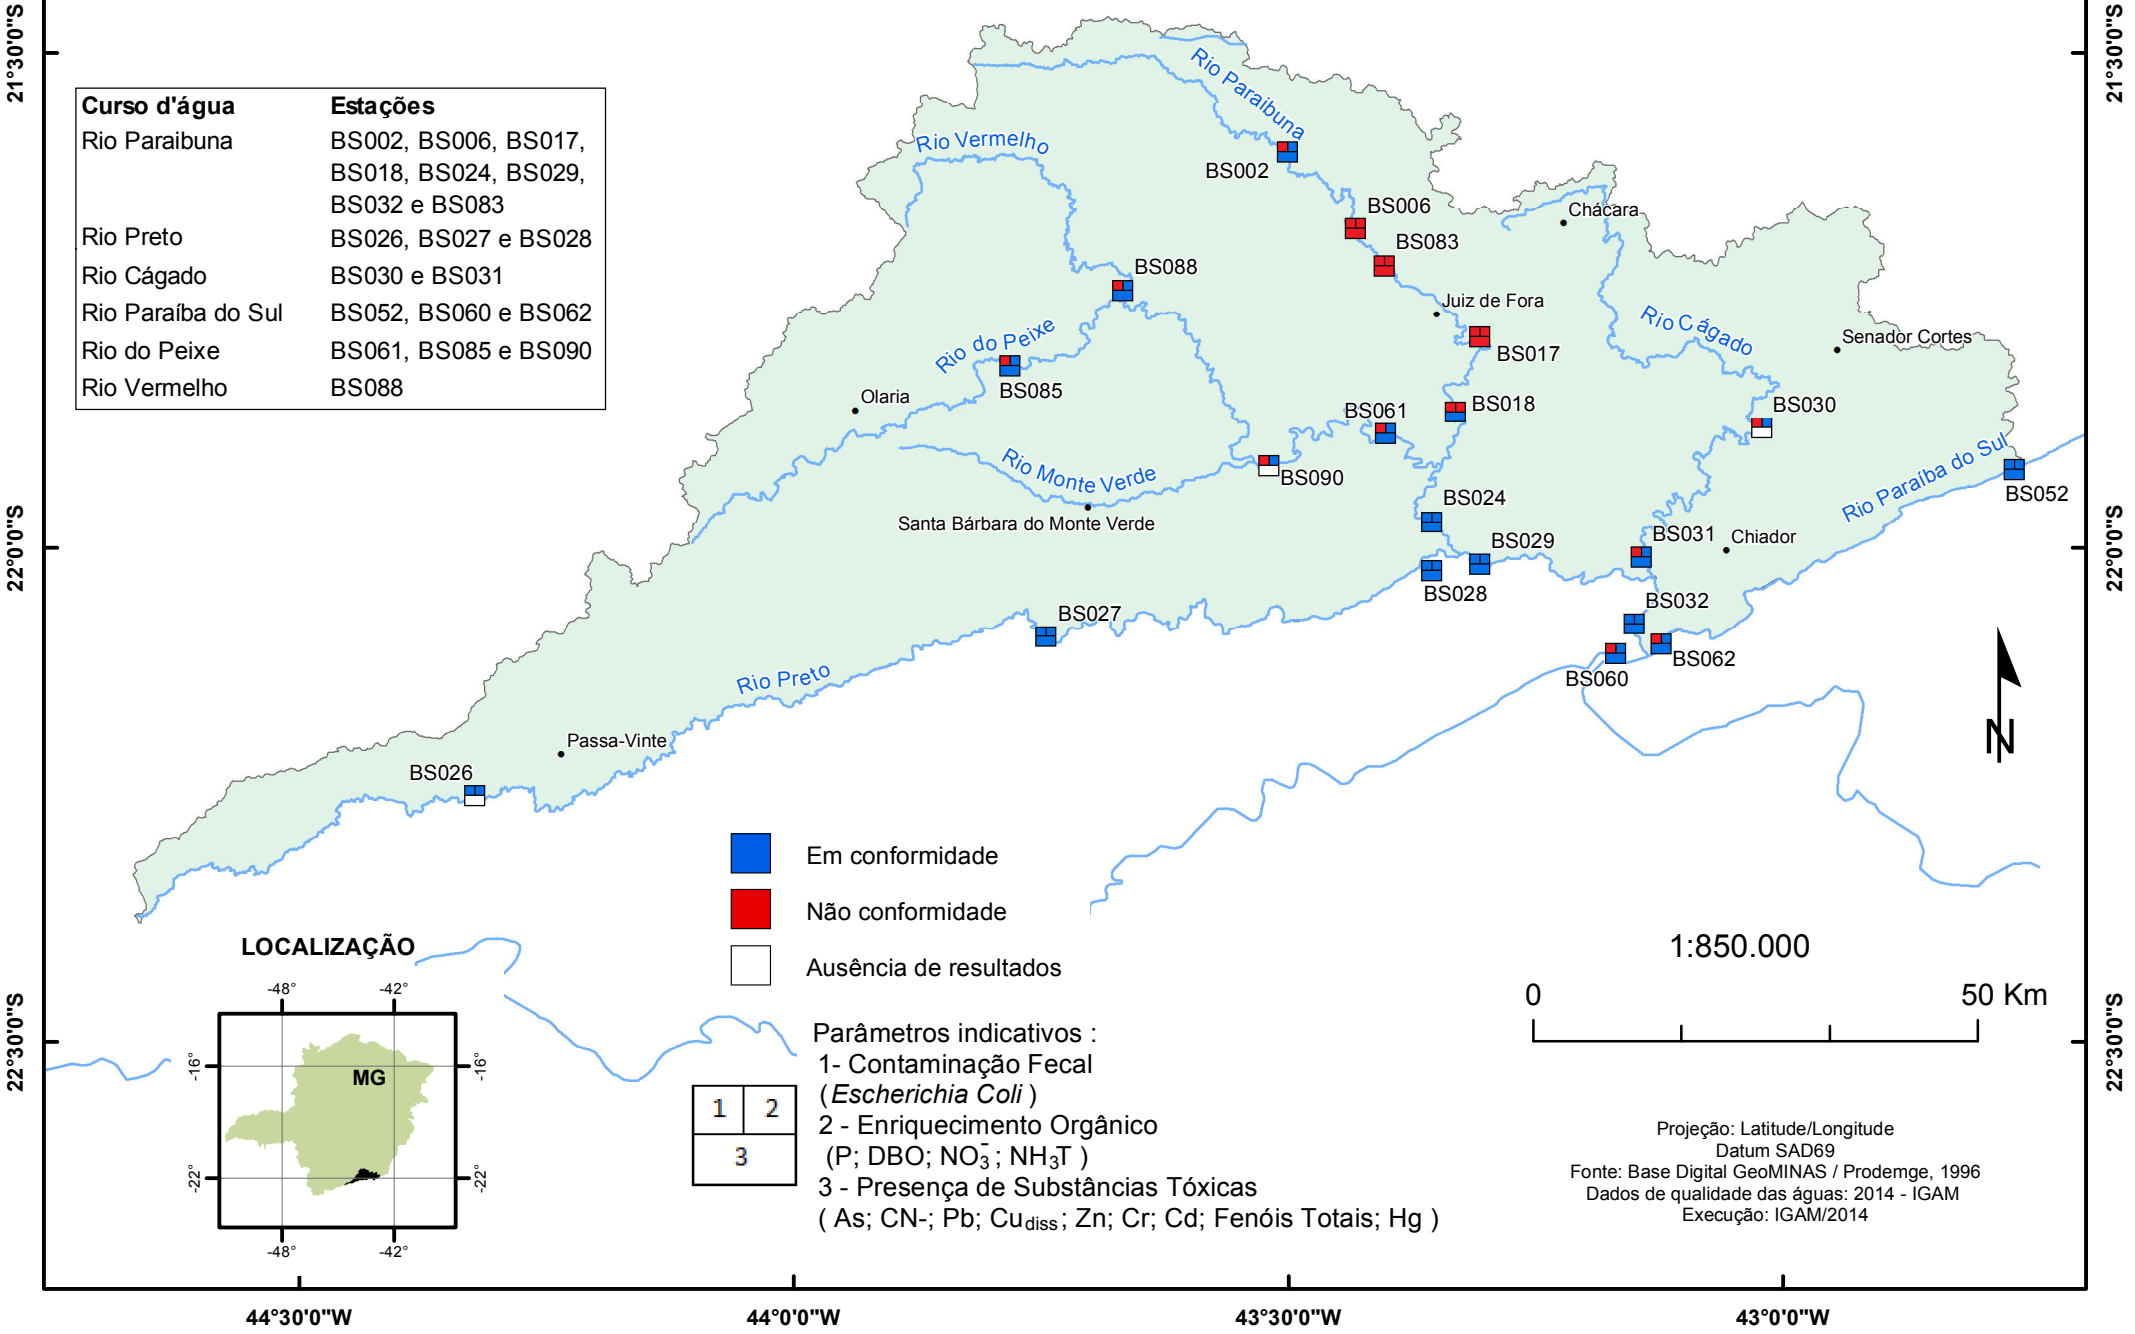 21°30'0"S
21°30'0"S
Curso d'água Estações
Rio Paraibuna BS002, BS006, BS017,
BS018, BS024, BS029,
BS032 e BS083
Rio Preto BS026, BS027 e BS028
Rio Cágado BS030 e BS031
Rio Paraíba do Sul BS052, BS060 e BS062
Rio do Peixe BS061, BS085 e BS090
Rio Vermelho BS088
Rio Paraibuna
Rio Vermelho
BS002
BS006
Chácara
BS083
BS088
Juiz de Fora
Rio Cágado
Rio do Peixe
Senador Cortes
BS017
BS085
Olaria
BS061
BS018
BS030
Rio Monte Verde
BS090
Rio Paraíba do Sul
BS052
BS024
Santa Bárbara do Monte Verde
22°0'0"S
22°0'0"S
BS029
BS031
Chiador
BS028
BS032
BS027
BS062
BS060
Rio Preto
Passa-Vinte
BS026
Em conformidade
Não conformidade
Ausência de resultados
N
LOCALIZAÇÃO
-48° -42°
-16° -16°
MG
-22° -22°
-48° -42°
1:850.000
0 50 Km
22°30'0"S
22°30'0"S
Parâmetros indicativos :
1- Contaminação Fecal
(Escherichia Coli )
1 2
2 - Enriquecimento Orgânico
(P; DBO; NO₃⁻; NH₃T )
3
3 - Presença de Substâncias Tóxicas
( As; CN-; Pb; Cu diss; Zn; Cr; Cd; Fenóis Totais; Hg )
Projeção: Latitude/Longitude
Datum SAD69
Fonte: Base Digital GeoMINAS / Prodemge, 1996
Dados de qualidade das águas: 2014 - IGAM
Execução: IGAM/2014
44°30'0"W 44°0'0"W 43°30'0"W 43°0'0"W